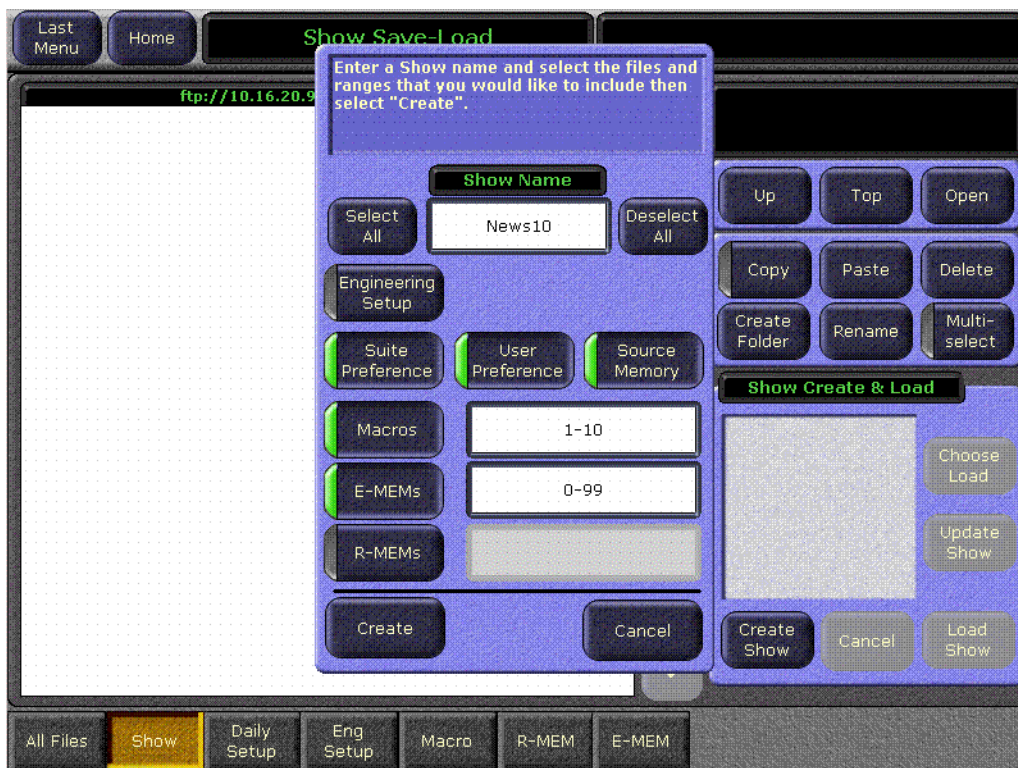 Last
Menu
Home
Show Save-Load
ftp://10.16.20.9
Enter a Show name and select the files and
ranges that you would like to include then
select "Create".
Show Name
Select
All
News10
Deselect
All
Engineering
Setup
Suite
Preference
User
Preference
Source
Memory
Macros
1-10
E-MEMs
0-99
R-MEMs
Create
Cancel
Up
Top
Open
Copy
Paste
Delete
Create
Folder
Rename
Multi-
select
Show Create & Load
Choose
Load
Update
Show
Create
Show
Cancel
Load
Show
All Files
Show
Daily
Setup
Eng
Setup
Macro
R-MEM
E-MEM